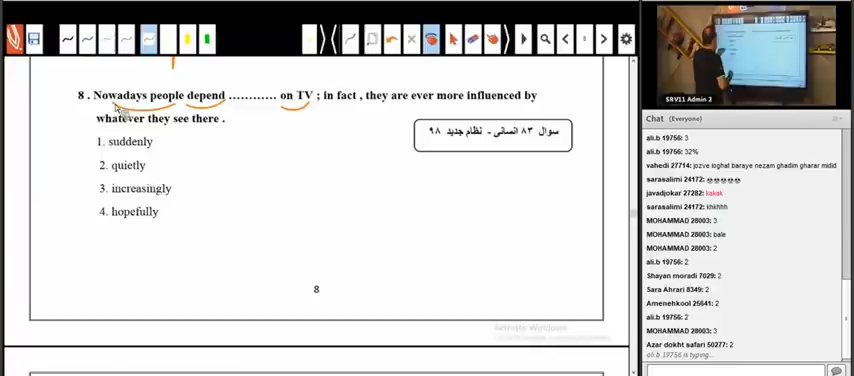 8 . Nowadays people depend ............ on TV ; in fact , they are ever more influenced by
whatever they see there .
سوال ۸۳ انسانی - نظام جدید ۹۸
1. suddenly
2. quietly
3. increasingly
4. hopefully
8
Activate Windows
SRV11 Admin 2
Chat (Everyone)
ali.b 19756: 3
ali.b 19756: 32%
vahedi 27714: jozve loghat baraye nezam ghadim gharar midid
sarasalimi 24172:
javadjokar 27282: kakak
sarasalimi 24172: khkhhh
MOHAMMAD 28003: 3
MOHAMMAD 28003: bale
MOHAMMAD 28003: 2
ali.b 19756: 2
Shayan moradi 7029: 2
Sara Ahrari 8349: 2
Amenehkool 25641: 2
ali.b 19756: 2
MOHAMMAD 28003: 3
Azar dokht safari 50277: 2
ali.b 19756 is typing...